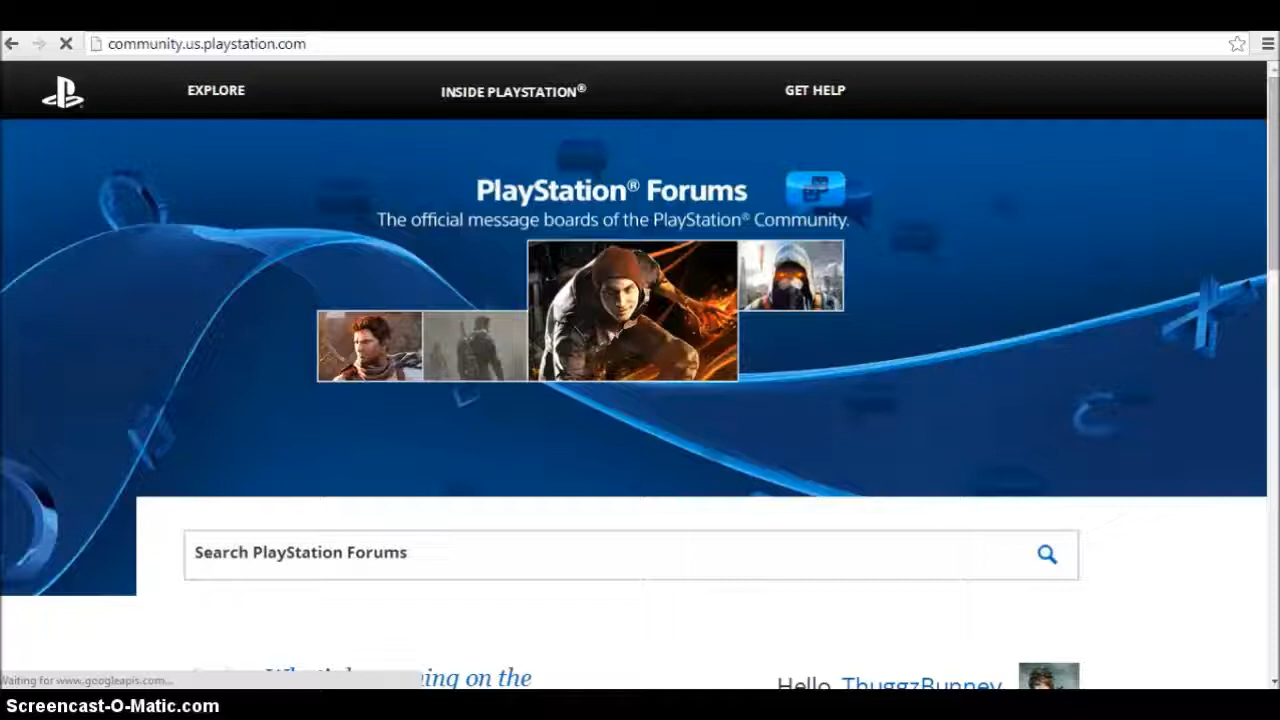 community.us.playstation.com
EXPLORE INSIDE PLAYSTATION® GET HELP
PlayStation® Forums
The official message boards of the PlayStation® Community.
Search PlayStation Forums
ing on the
Hello, ThuggzBunney
Waiting for www.googleapis.com...
Screencast-O-Matic.com